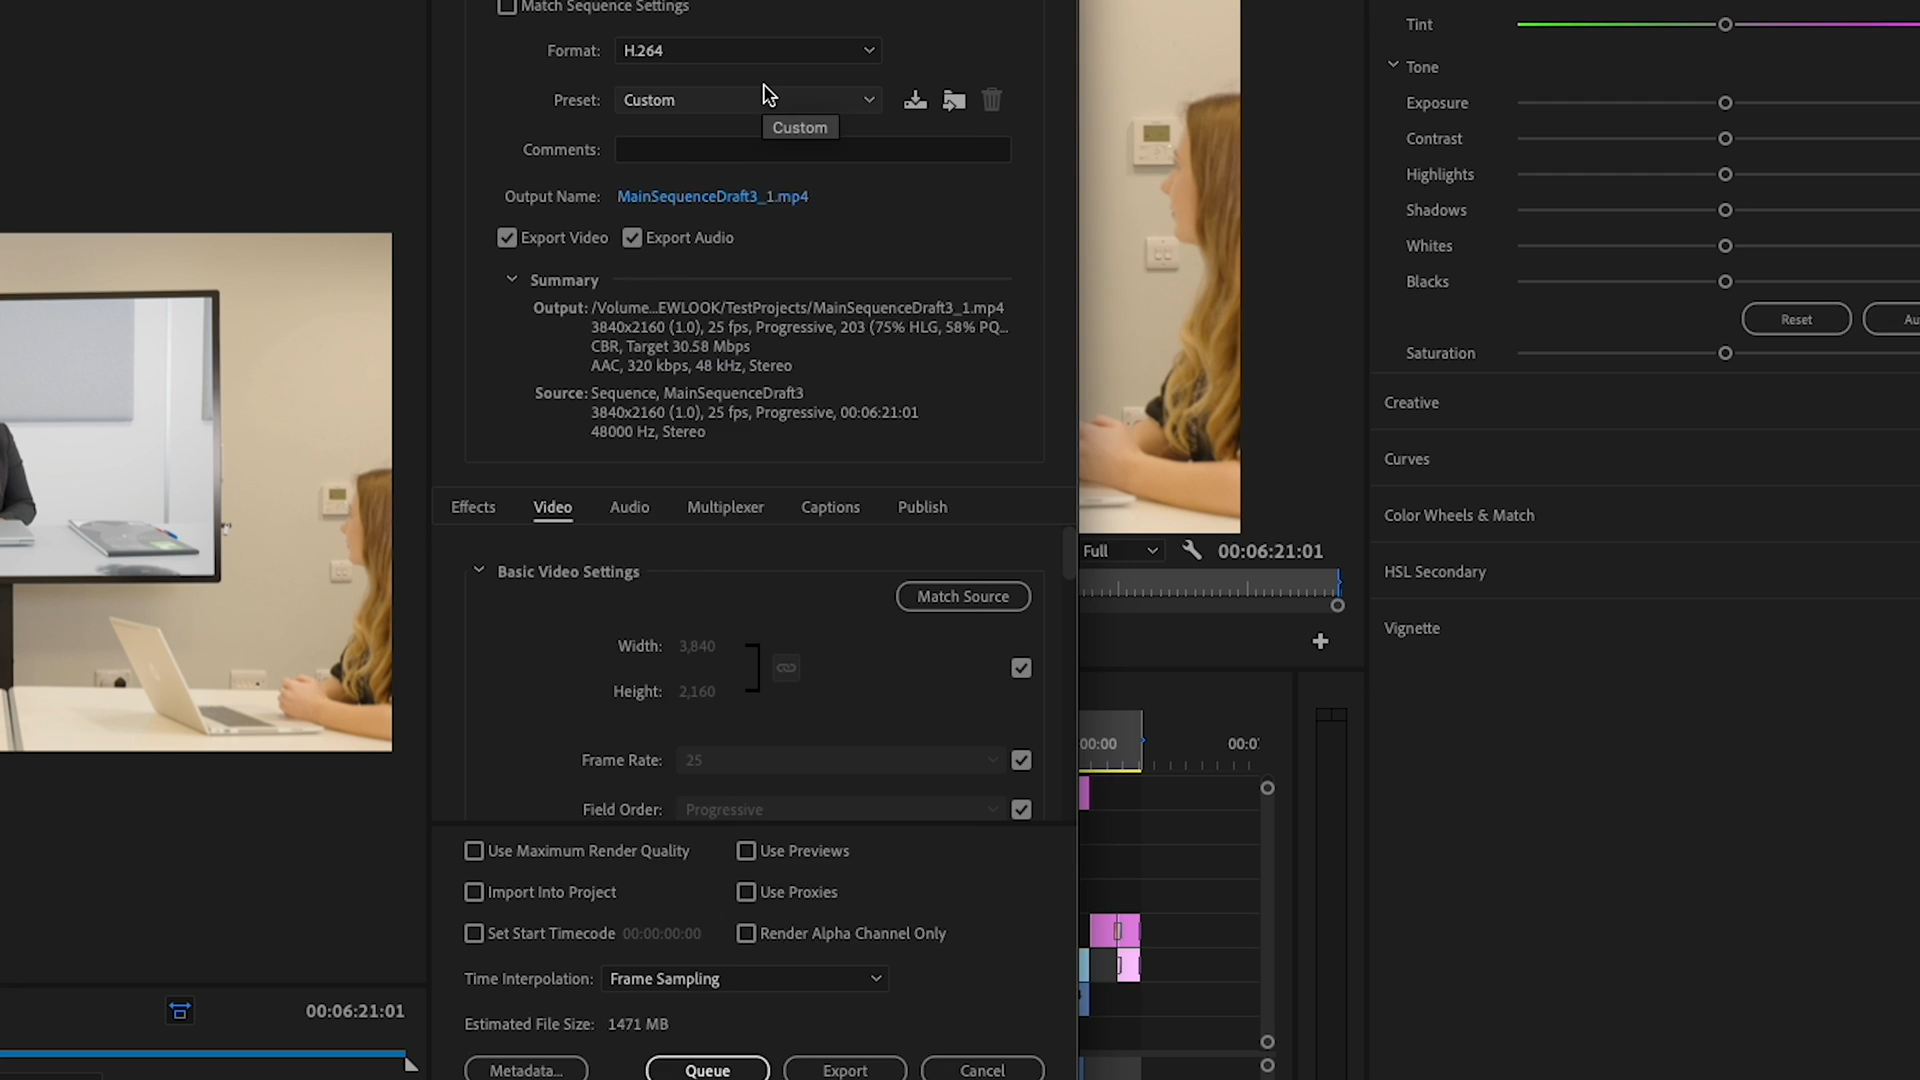 Match Sequence Settings
Format: H.264
Preset: Custom
Custom
Comments:
Output Name: MainSequenceDraft3_1.mp4
Export Video Export Audio
Summary
Output: /Volume...EWLOOK/TestProjects/MainSequenceDraft3_1.mp4
3840x2160 (1.0), 25 fps, Progressive, 203 (75% HLG, 58% PQ...
CBR, Target 30.58 Mbps
AAC, 320 kbps, 48 kHz, Stereo
Source: Sequence, MainSequenceDraft3
3840x2160 (1.0), 25 fps, Progressive, 00:06:21:01
48000 Hz, Stereo
Effects Video Audio Multiplexer Captions Publish
Basic Video Settings
Match Source
Width: 3,840
Height: 2,160
Frame Rate: 25
Field Order: Progressive
Use Maximum Render Quality Use Previews
Import Into Project Use Proxies
Set Start Timecode 00:00:00:00 Render Alpha Channel Only
Time Interpolation: Frame Sampling
Estimated File Size: 1471 MB
Metadata... Queue Export Cancel
00:06:21:01
Full 00:06:21:01
Tint
Tone
Exposure
Contrast
Highlights
Shadows
Whites
Blacks
Reset
Saturation
Creative
Curves
Color Wheels & Match
HSL Secondary
Vignette